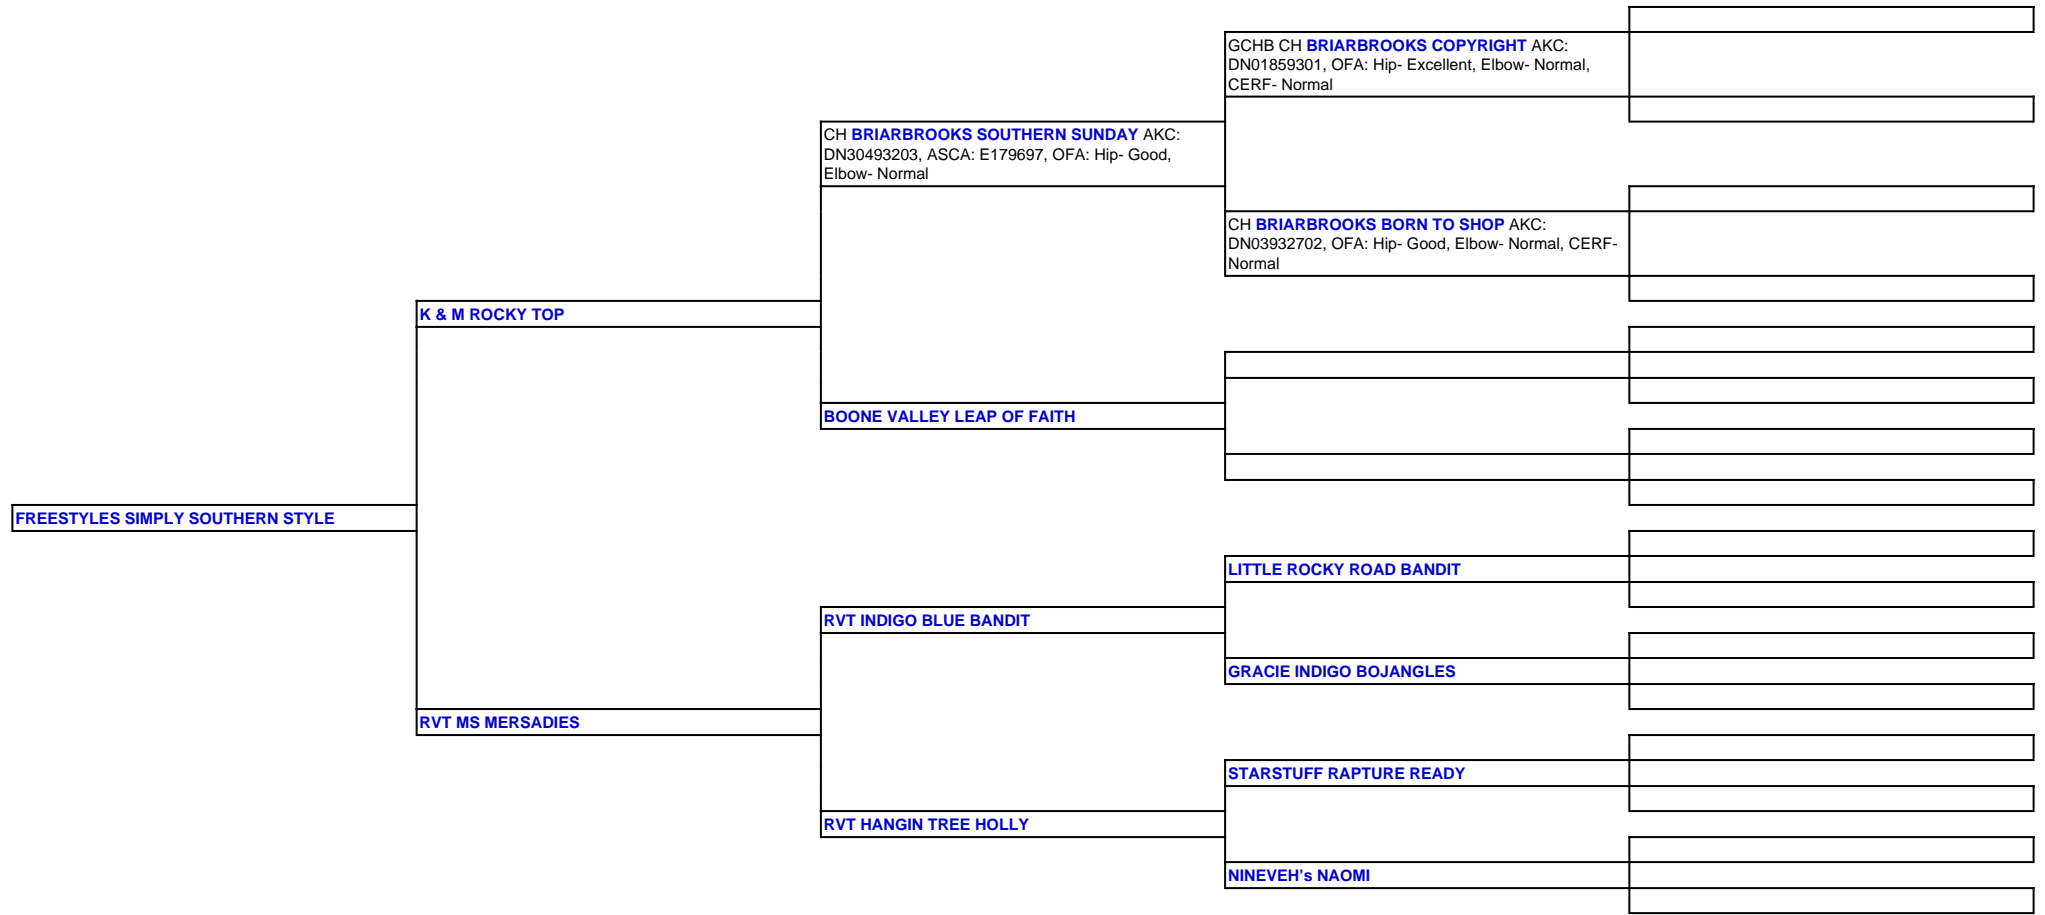 GCHB CH BRIARBROOKS COPYRIGHT AKC:
DN01859301, OFA: Hip- Excellent, Elbow- Normal,
CERF- Normal
CH BRIARBROOKS SOUTHERN SUNDAY AKC:
DN30493203, ASCA: E179697, OFA: Hip- Good,
Elbow- Normal
CH BRIARBROOKS BORN TO SHOP AKC:
DN03932702, OFA: Hip- Good, Elbow- Normal, CERF-
Normal
K & M ROCKY TOP
BOONE VALLEY LEAP OF FAITH
FREESTYLES SIMPLY SOUTHERN STYLE
LITTLE ROCKY ROAD BANDIT
RVT INDIGO BLUE BANDIT
GRACIE INDIGO BOJANGLES
RVT MS MERSADIES
STARSTUFF RAPTURE READY
RVT HANGIN TREE HOLLY
NINEVEH's NAOMI